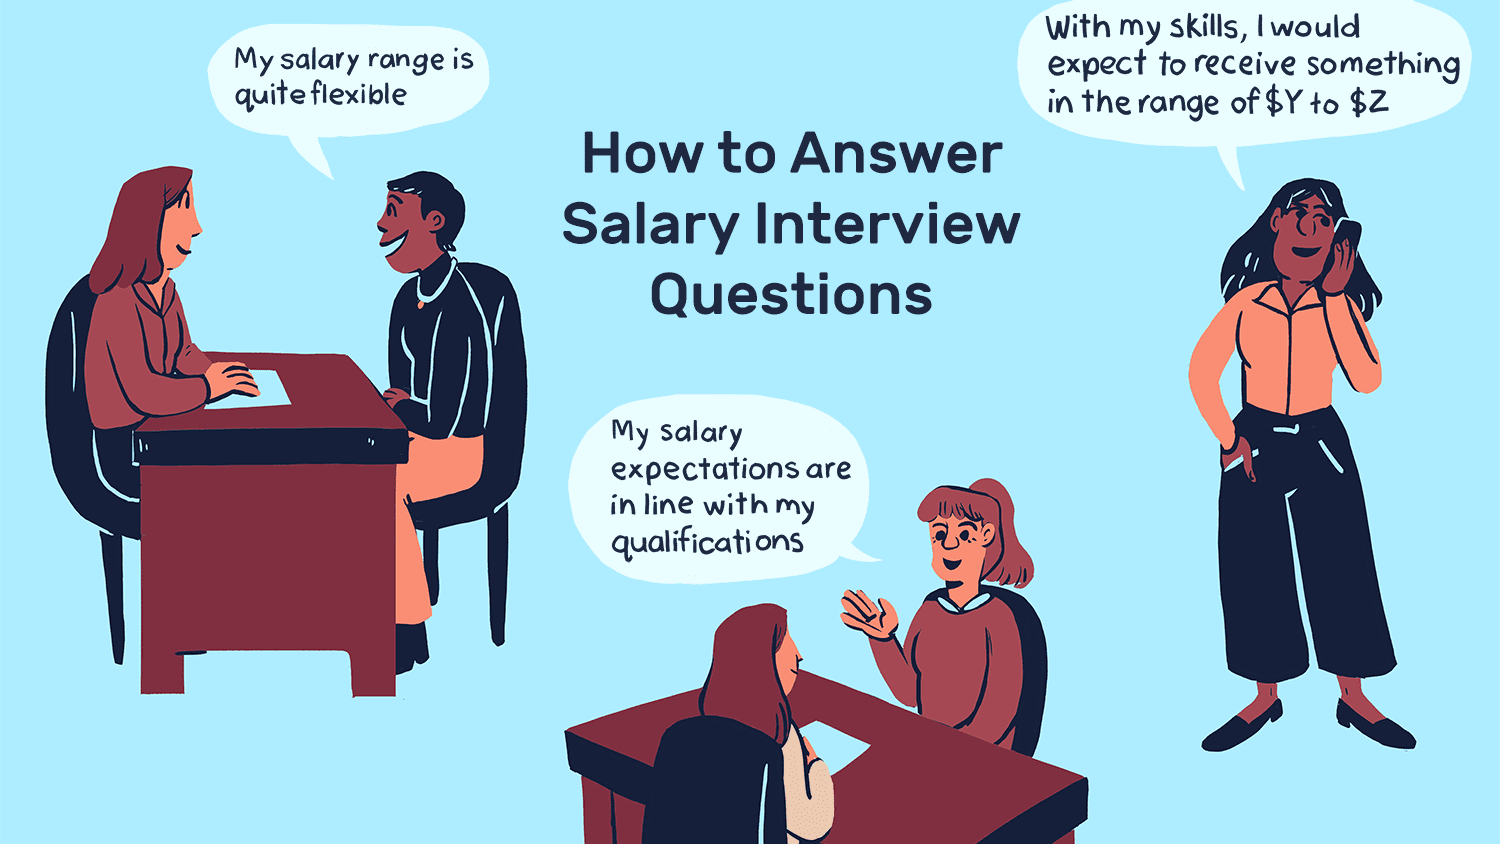 My salary range is
quite flexible
With my skills, I would
expect to receive something
in the range of $Y to $Z
How to Answer
Salary Interview
Questions
My salary
expectations are
in line with my
qualifications